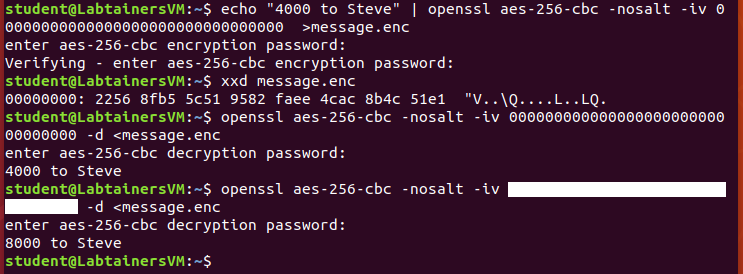 student@LabtainersVM:~$ echo "4000 to Steve" | openssl aes-256-cbc -nosalt -iv 0
0000000000000000000000000000000  >message.enc
enter aes-256-cbc encryption password:
Verifying - enter aes-256-cbc encryption password:
student@LabtainersVM:~$ xxd message.enc
00000000: 2256 8fb5 5c51 9582 faee 4cac 8b4c 51e1  "V..\Q....L..LQ.
student@LabtainersVM:~$ openssl aes-256-cbc -nosalt -iv 000000000000000000000000
00000000 -d <message.enc
enter aes-256-cbc decryption password:
4000 to Steve
student@LabtainersVM:~$ openssl aes-256-cbc -nosalt -iv
-d <message.enc
enter aes-256-cbc decryption password:
8000 to Steve
student@LabtainersVM:~$